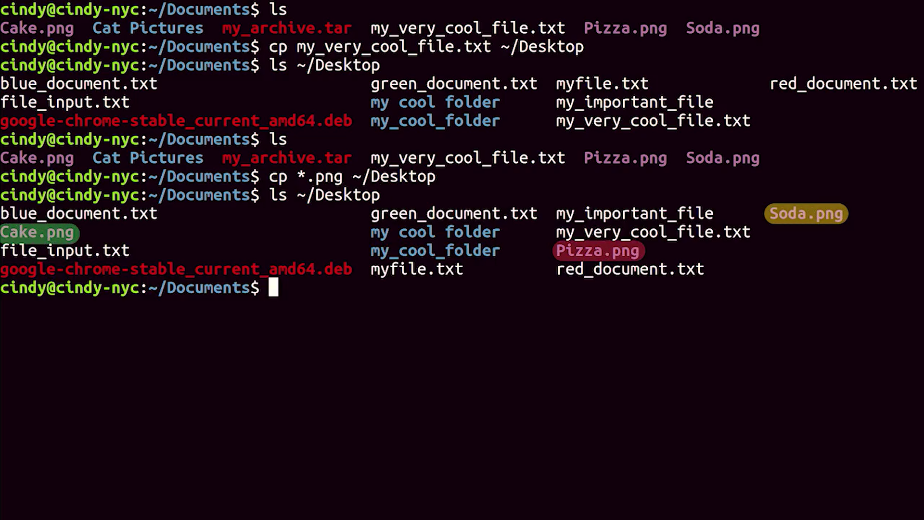 cindy@cindy-nyc:~/Documents$ ls
Cake.png  Cat Pictures  my_archive.tar  my_very_cool_file.txt  Pizza.png  Soda.png
cindy@cindy-nyc:~/Documents$ cp my_very_cool_file.txt ~/Desktop
cindy@cindy-nyc:~/Documents$ ls ~/Desktop
blue_document.txt  green_document.txt  myfile.txt  red_document.txt
file_input.txt  my cool folder  my_important_file
google-chrome-stable_current_amd64.deb  my_cool_folder  my_very_cool_file.txt
cindy@cindy-nyc:~/Documents$ ls
Cake.png  Cat Pictures  my_archive.tar  my_very_cool_file.txt  Pizza.png  Soda.png
cindy@cindy-nyc:~/Documents$ cp *.png ~/Desktop
cindy@cindy-nyc:~/Documents$ ls ~/Desktop
blue_document.txt  green_document.txt  my_important_file  Soda.png
Cake.png  my cool folder  my_very_cool_file.txt
file_input.txt  my_cool_folder  Pizza.png
google-chrome-stable_current_amd64.deb  myfile.txt  red_document.txt
cindy@cindy-nyc:~/Documents$